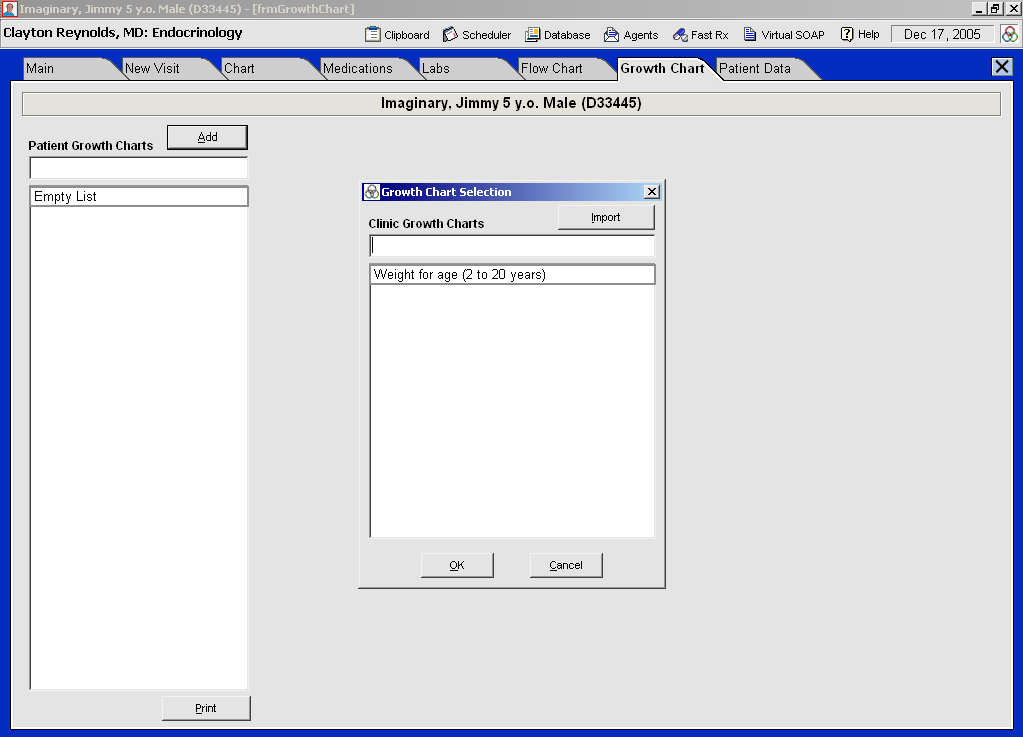 Imaginary, Jimmy 5 y.o. Male (D33445) - [frmGrowthChart]
Clayton Reynolds, MD: Endocrinology
Clipboard Scheduler Database Agents Fast Rx Virtual SOAP Help Dec 17, 2005
Main New Visit Chart Medications Labs Flow Chart Growth Chart Patient Data
Imaginary, Jimmy 5 y.o. Male (D33445)
Patient Growth Charts
Add
Empty List
Print
Growth Chart Selection
Clinic Growth Charts
Import
Weight for age (2 to 20 years)
OK Cancel